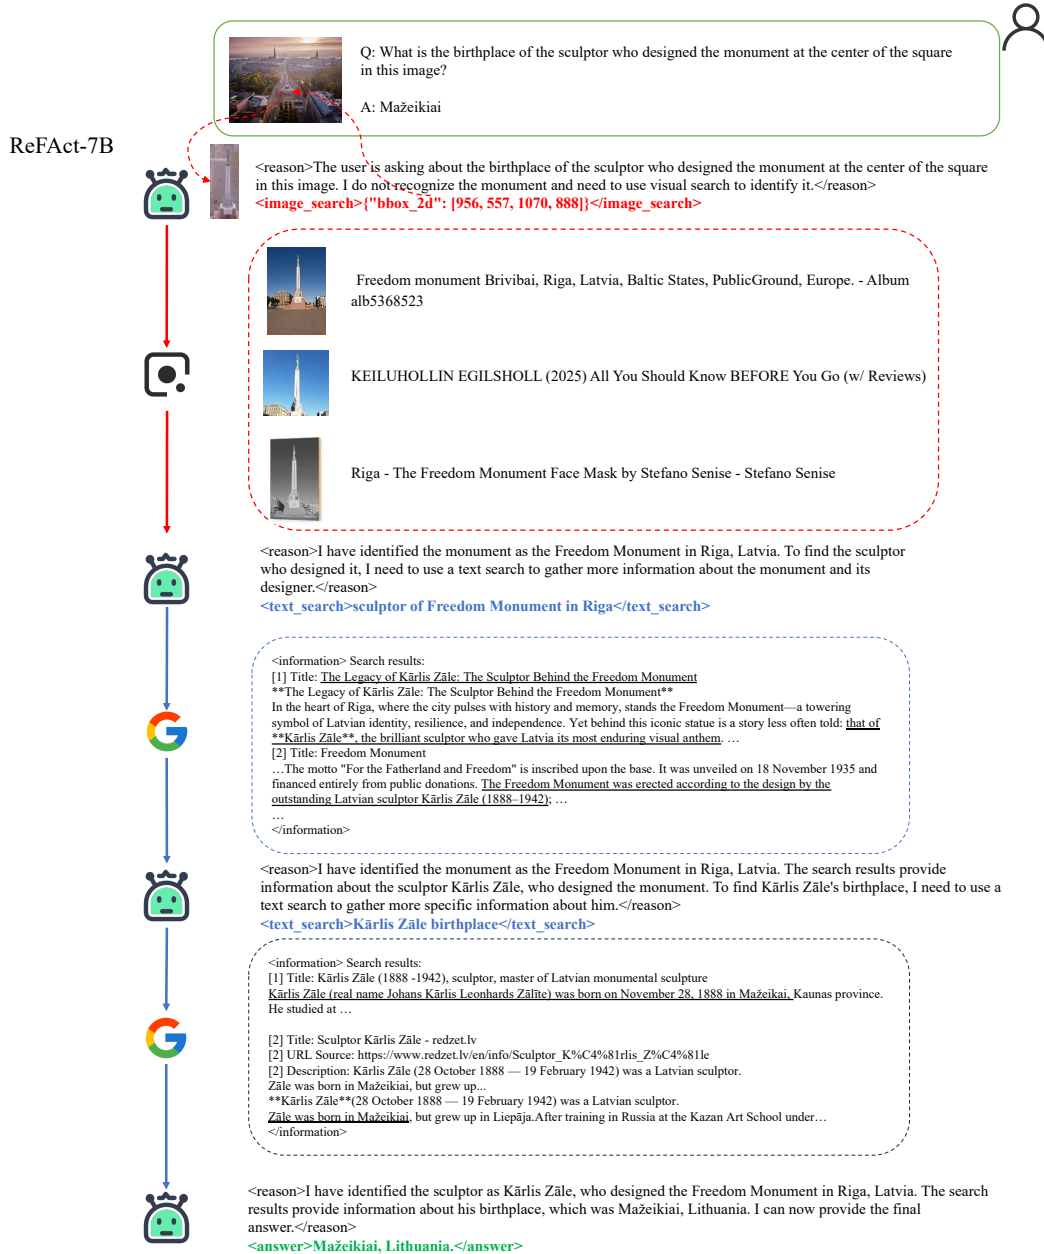 Q: What is the birthplace of the sculptor who designed the monument at the center of the square
in this image?
A: Mažeikiai
ReFAct-7B
<reason>The user is asking about the birthplace of the sculptor who designed the monument at the center of the square
in this image. I do not recognize the monument and need to use visual search to identify it.</reason>
<image_search>{"bbox_2d": [956, 557, 1070, 888]}</image_search>
Freedom monument Brivibai, Riga, Latvia, Baltic States, PublicGround, Europe. - Album
alb5368523
KEILUHOLLIN EGILSHOLL (2025) All You Should Know BEFORE You Go (w/ Reviews)
Riga - The Freedom Monument Face Mask by Stefano Senise - Stefano Senise
<reason>I have identified the monument as the Freedom Monument in Riga, Latvia. To find the sculptor
who designed it, I need to use a text search to gather more information about the monument and its
designer.</reason>
<text_search>sculptor of Freedom Monument in Riga</text_search>
<information> Search results:
[1] Title: The Legacy of Kārlis Zāle: The Sculptor Behind the Freedom Monument
**The Legacy of Kārlis Zāle: The Sculptor Behind the Freedom Monument**
In the heart of Riga, where the city pulses with history and memory, stands the Freedom Monument—a towering
symbol of Latvian identity, resilience, and independence. Yet behind this iconic statue is a story less often told: that of
**Kārlis Zāle**, the brilliant sculptor who gave Latvia its most enduring visual anthem. …
[2] Title: Freedom Monument
…The motto "For the Fatherland and Freedom" is inscribed upon the base. It was unveiled on 18 November 1935 and
financed entirely from public donations. The Freedom Monument was erected according to the design by the
outstanding Latvian sculptor Kārlis Zāle (1888–1942); …
…
</information>
<reason>I have identified the monument as the Freedom Monument in Riga, Latvia. The search results provide
information about the sculptor Kārlis Zāle, who designed the monument. To find Kārlis Zāle's birthplace, I need to use a
text search to gather more specific information about him.</reason>
<text_search>Kārlis Zāle birthplace</text_search>
<information> Search results:
[1] Title: Kārlis Zāle (1888 -1942), sculptor, master of Latvian monumental sculpture
Kārlis Zāle (real name Johans Kārlis Leonhards Zālīte) was born on November 28, 1888 in Mažeikai, Kaunas province.
He studied at …
[2] Title: Sculptor Kārlis Zāle - redzet.lv
[2] URL Source: https://www.redzet.lv/en/info/Sculptor_K%C4%81rlis_Z%C4%81le
[2] Description: Kārlis Zāle (28 October 1888 — 19 February 1942) was a Latvian sculptor.
Zāle was born in Mažeikiai, but grew up...
**Kārlis Zāle**(28 October 1888 — 19 February 1942) was a Latvian sculptor.
Zāle was born in Mažeikiai, but grew up in Liepāja.After training in Russia at the Kazan Art School under…
</information>
<reason>I have identified the sculptor as Kārlis Zāle, who designed the Freedom Monument in Riga, Latvia. The search
results provide information about his birthplace, which was Mažeikiai, Lithuania. I can now provide the final
answer.</reason>
<answer>Mažeikiai, Lithuania.</answer>